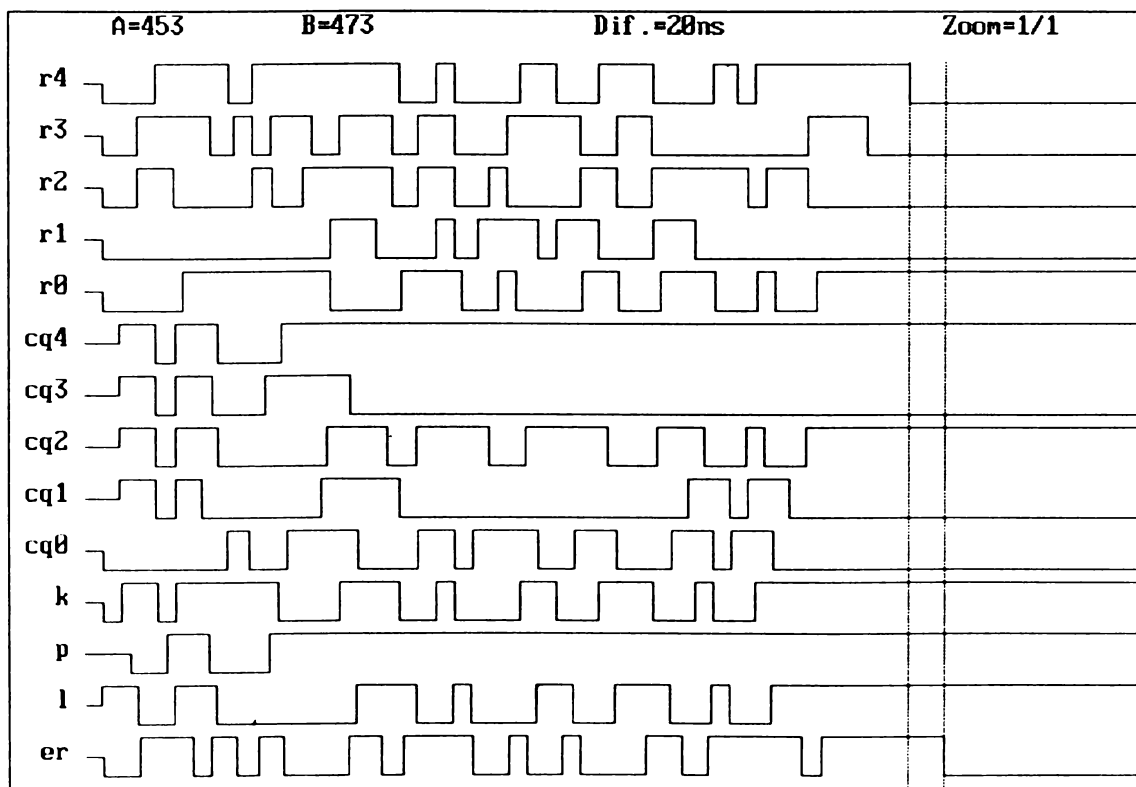 A=453 B=473 Dif.=20ns Zoom=1/1
r4
r3
r2
r1
r0
cq4
cq3
cq2
cq1
cq0
k
p
l
er